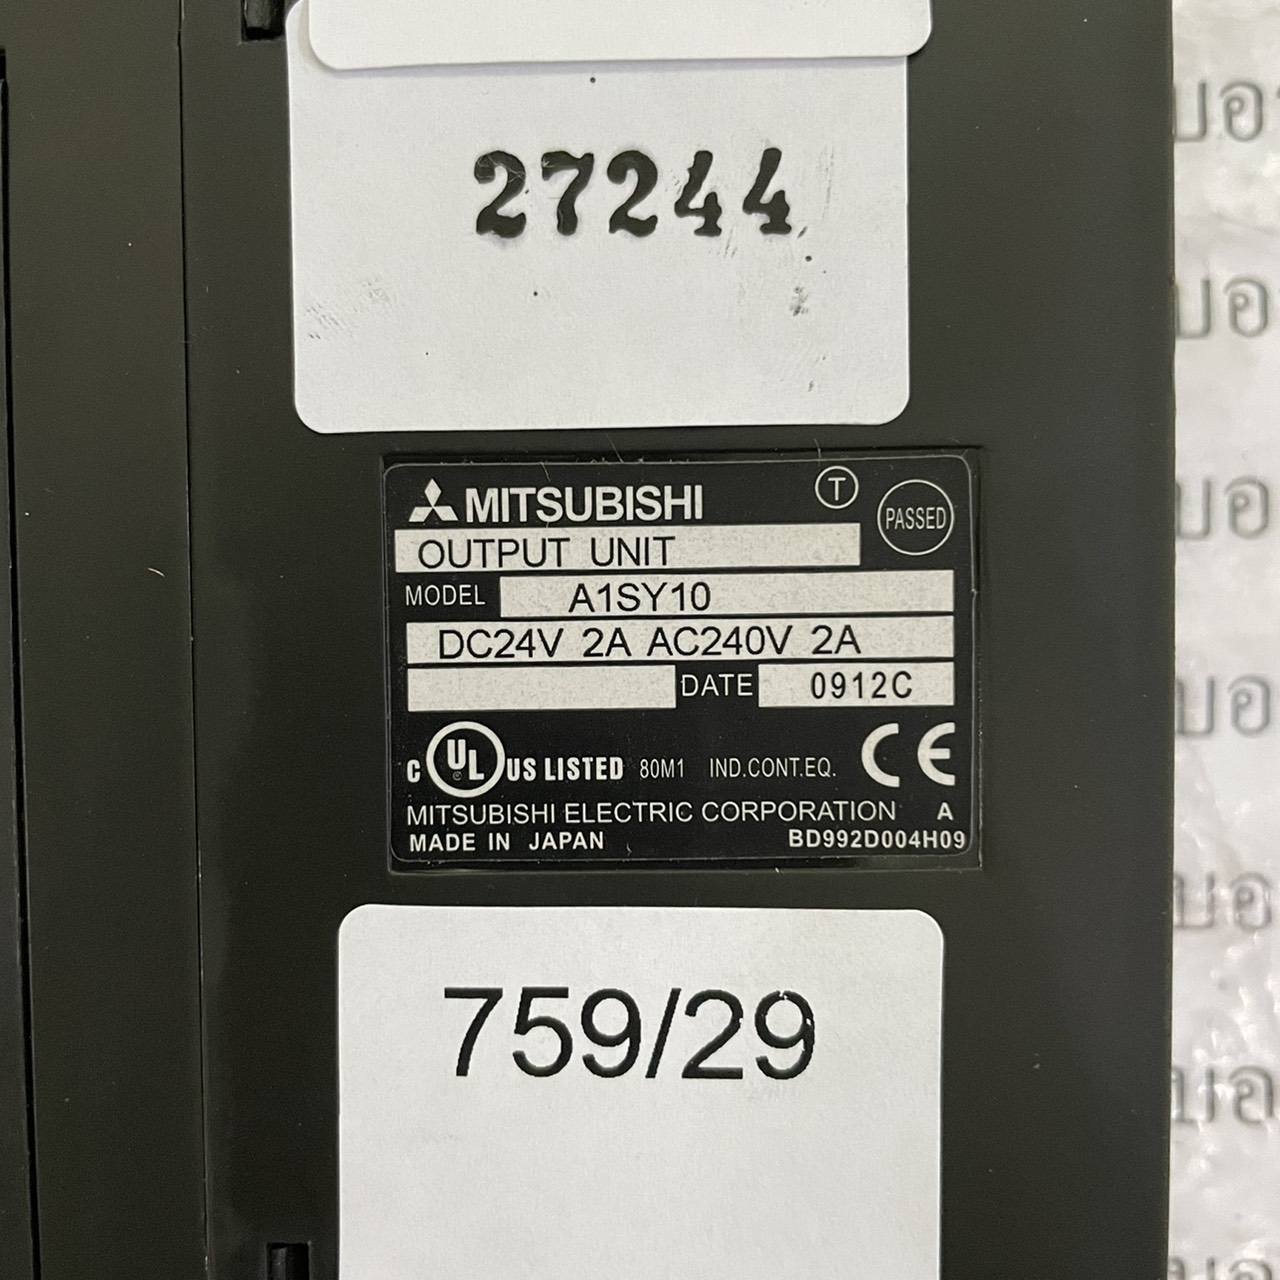 27244
MITSUBISHI
T
PASSED
OUTPUT UNIT
MODEL A1SY10
DC24V 2A AC240V 2A
DATE 0912C
C UL US LISTED 80M1 IND.CONT.EQ. CE
MITSUBISHI ELECTRIC CORPORATION A
MADE IN JAPAN BD992D004H09
759/29